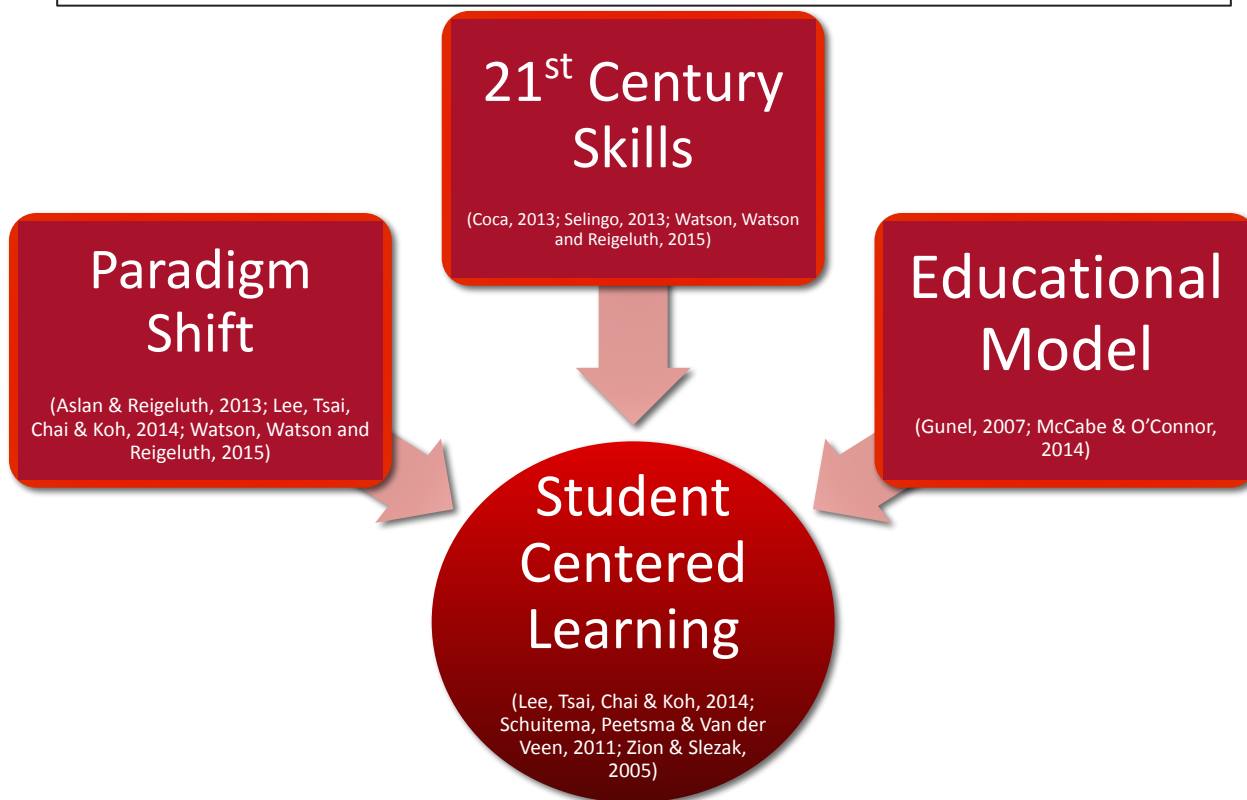 21st Century
Skills
(Coca, 2013; Selingo, 2013; Watson, Watson
and Reigeluth, 2015)
Paradigm
Shift
(Aslan & Reigeluth, 2013; Lee, Tsai,
Chai & Koh, 2014; Watson, Watson and
Reigeluth, 2015)
Educational
Model
(Gunel, 2007; McCabe & O’Connor,
2014)
Student
Centered
Learning
(Lee, Tsai, Chai & Koh, 2014;
Schuitema, Peetsma & Van der
Veen, 2011; Zion & Slezak,
2005)